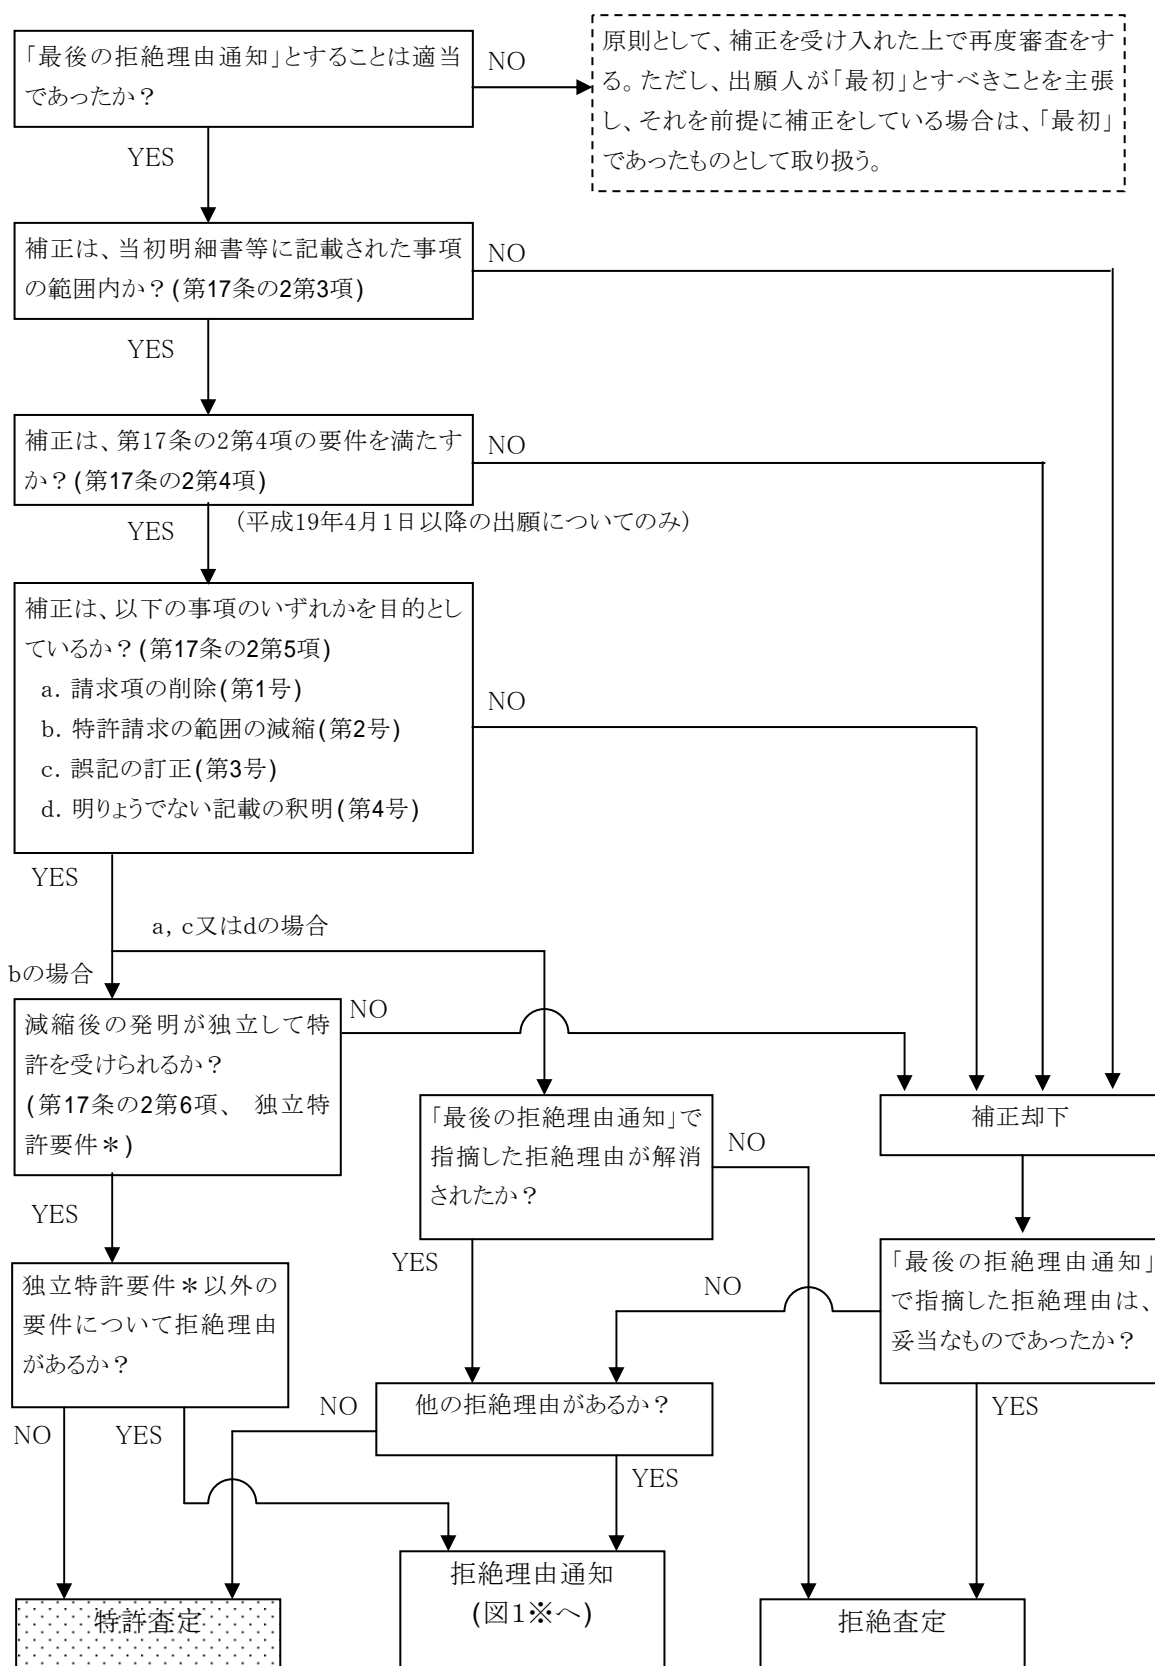 「最後の拒絶理由通知」とすることは適当
であったか？
NO
原則として、補正を受け入れた上で再度審査をす
る。ただし、出願人が「最初」とすべきことを主張
し、それを前提に補正をしている場合は、「最初」
であったものとして取り扱う。
YES
補正は、当初明細書等に記載された事項
の範囲内か？(第17条の2第3項)
NO
YES
補正は、第17条の2第4項の要件を満たす
か？(第17条の2第4項)
NO
YES
(平成19年4月1日以降の出願についてのみ)
補正は、以下の事項のいずれかを目的とし
ているか？(第17条の2第5項)
a. 請求項の削除(第1号)
b. 特許請求の範囲の減縮(第2号)
c. 誤記の訂正(第3号)
d. 明りょうでない記載の釈明(第4号)
NO
YES
a, c又はdの場合
bの場合
減縮後の発明が独立して特
許を受けられるか？
(第17条の2第6項、 独立特
許要件＊)
NO
「最後の拒絶理由通知」で
指摘した拒絶理由が解消
されたか？
NO
補正却下
YES
YES
独立特許要件＊以外の
要件について拒絶理由
があるか？
NO
「最後の拒絶理由通知」
で指摘した拒絶理由は、
妥当なものであったか？
NO
YES
NO
他の拒絶理由があるか？
YES
YES
特許査定
拒絶理由通知
(図1※へ)
拒絶査定